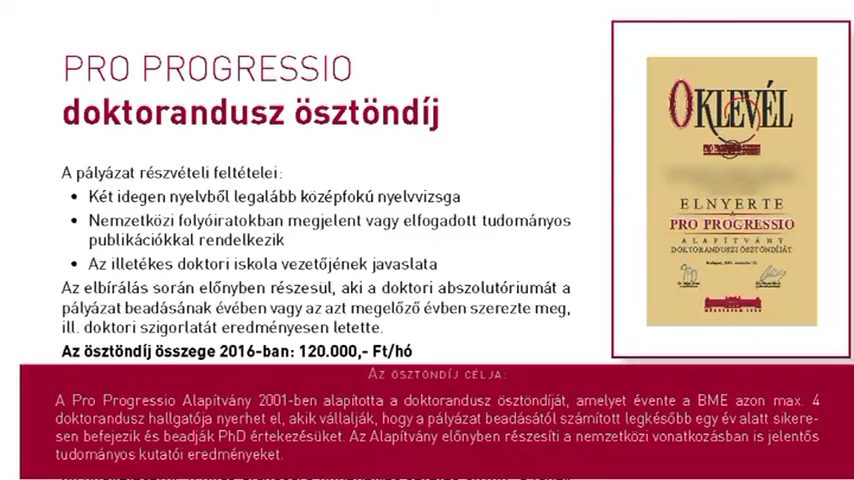 PRO PROGRESSIO
doktorandusz ösztöndíj
A pályázat részvételi feltételei:
• Két idegen nyelvből legalább középfokú nyelvvizsga
• Nemzetközi folyóiratokban megjelent vagy elfogadott tudományos
publikációkkal rendelkezik
• Az illetékes doktori iskola vezetőjének javaslata
Az elbírálás során előnyben részesül, aki a doktori abszolutóriumát a
pályázat beadásának évében vagy az azt megelőző évben szerezte meg,
ill. doktori szigorlatát eredményesen letette.
Az ösztöndíj összege 2016-ban: 120.000,- Ft/hó
Az ösztöndíj célja:
A Pro Progressio Alapítvány 2001-ben alapította a doktorandusz ösztöndíját, amelyet évente a BME azon max. 4
doktorandusz hallgatója nyerhet el, akik vállalják, hogy a pályázat beadásától számított legkésőbb egy év alatt sikere-
sen befejezik és beadják PhD értekezésüket. Az Alapítvány előnyben részesíti a nemzetközi vonatkozásban is jelentős
tudományos kutatói eredményeket.
OKLEVÉL
ELNYERTE
A
PRO PROGRESSIO
ALAPÍTVÁNY
DOKTORANDUSZI ÖSZTÖNDÍJÁT